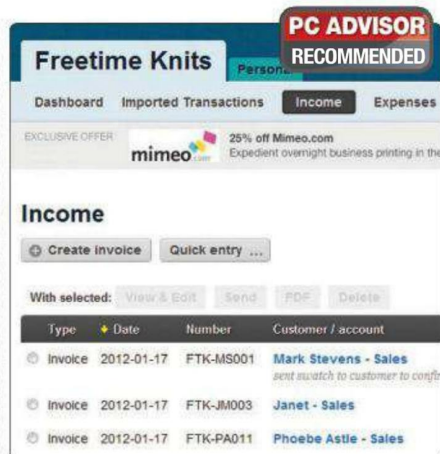 PC ADVISOR
RECOMMENDED
Freetime Knits
Dashboard Imported Transactions Income Expenses
EXCLUSIVE OFFER
mimeo.com
25% off Mimeo.com
Expedient overnight business printing in the
Income
Create invoice Quick entry ...
With selected: View & Edit Send PDF Delete
Type Date Number Customer / account
Invoice 2012-01-17 FTK-MS001 Mark Stevens - Sales
sent swatch to customer to confir
Invoice 2012-01-17 FTK-JM003 Janet - Sales
Invoice 2012-01-17 FTK-PA011 Phoebe Astle - Sales